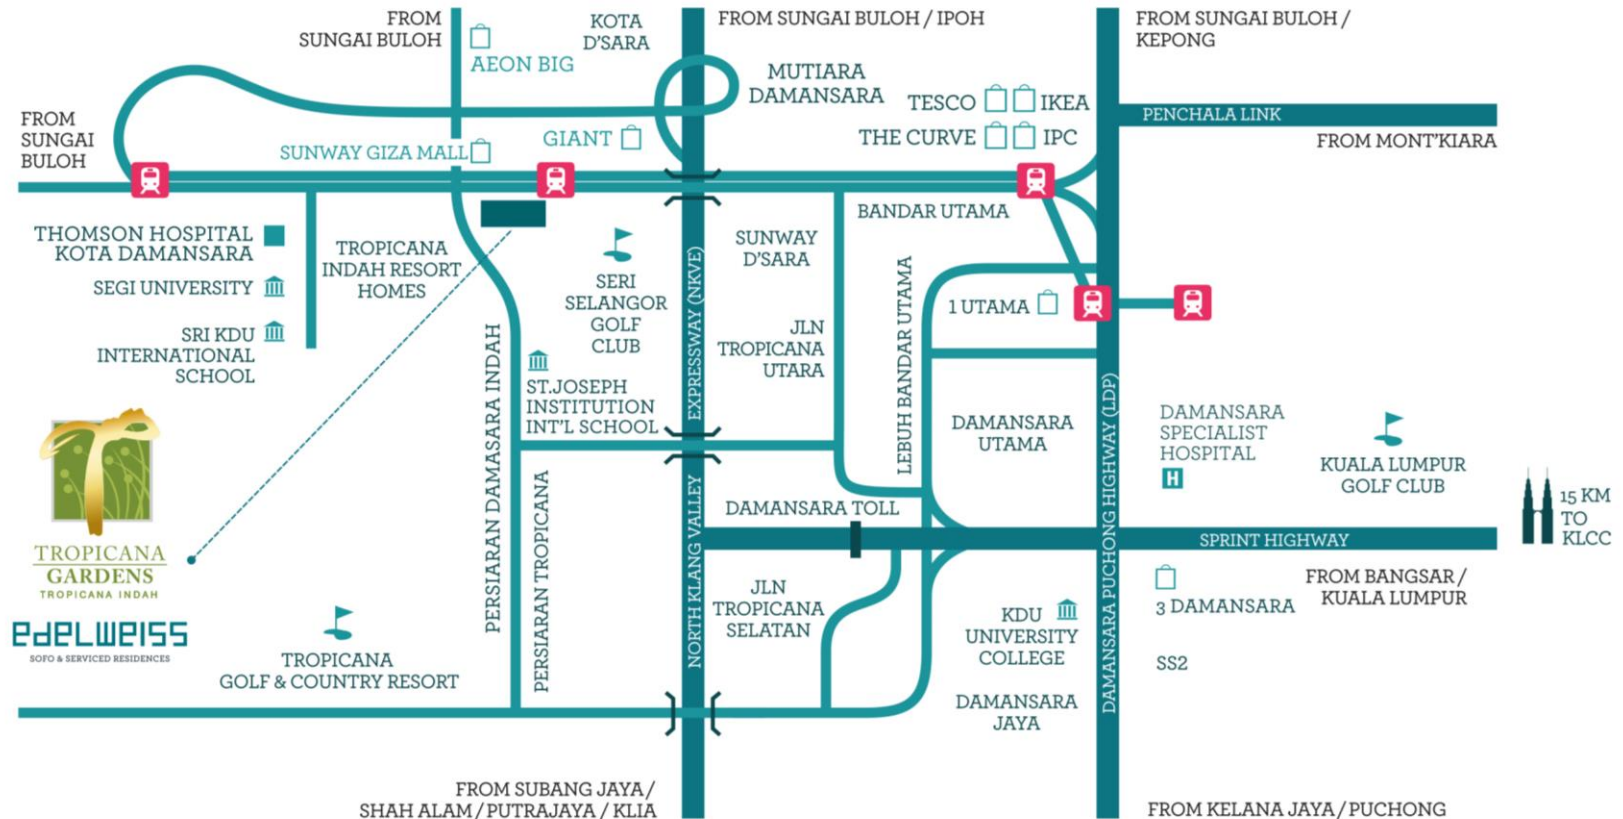 FROM
SUNGAI BULOH
AEON BIG
KOTA
D'SARA
FROM SUNGAI BULOH / IPOH
FROM SUNGAI BULOH /
KEPONG
MUTIARA
DAMANSARA
TESCO
IKEA
THE CURVE
IPC
PENCHALA LINK
FROM MONT'KIARA
FROM
SUNGAI
BULOH
SUNWAY GIZA MALL
GIANT
THOMSON HOSPITAL
KOTA DAMANSARA
SEGI UNIVERSITY
SRI KDU
INTERNATIONAL
SCHOOL
TROPICANA
INDAH RESORT
HOMES
SERI
SELANGOR
GOLF
CLUB
SUNWAY
D'SARA
BANDAR UTAMA
1 UTAMA
JLN
TROPICANA
UTARA
LEBUH BANDAR UTAMA
EXPRESSWAY (NKVE)
NORTH KLANG VALLEY
PERSIARAN DAMASARA INDAH
PERSIARAN TROPICANA
ST.JOSEPH
INSTITUTION
INT'L SCHOOL
DAMANSARA
UTAMA
DAMANSARA PUCHONG HIGHWAY (LDP)
DAMANSARA
SPECIALIST
HOSPITAL
H
KUALA LUMPUR
GOLF CLUB
15 KM
TO
KLCC
DAMANSARA TOLL
SPRINT HIGHWAY
FROM BANGSAR /
KUALA LUMPUR
3 DAMANSARA
SS2
JLN
TROPICANA
SELATAN
KDU
UNIVERSITY
COLLEGE
DAMANSARA
JAYA
TROPICANA
GARDENS
TROPICANA INDAH
edelweiss
SOFO & SERVICED RESIDENCES
TROPICANA
GOLF & COUNTRY RESORT
FROM SUBANG JAYA /
SHAH ALAM / PUTRAJAYA / KLIA
FROM KELANA JAYA / PUCHONG